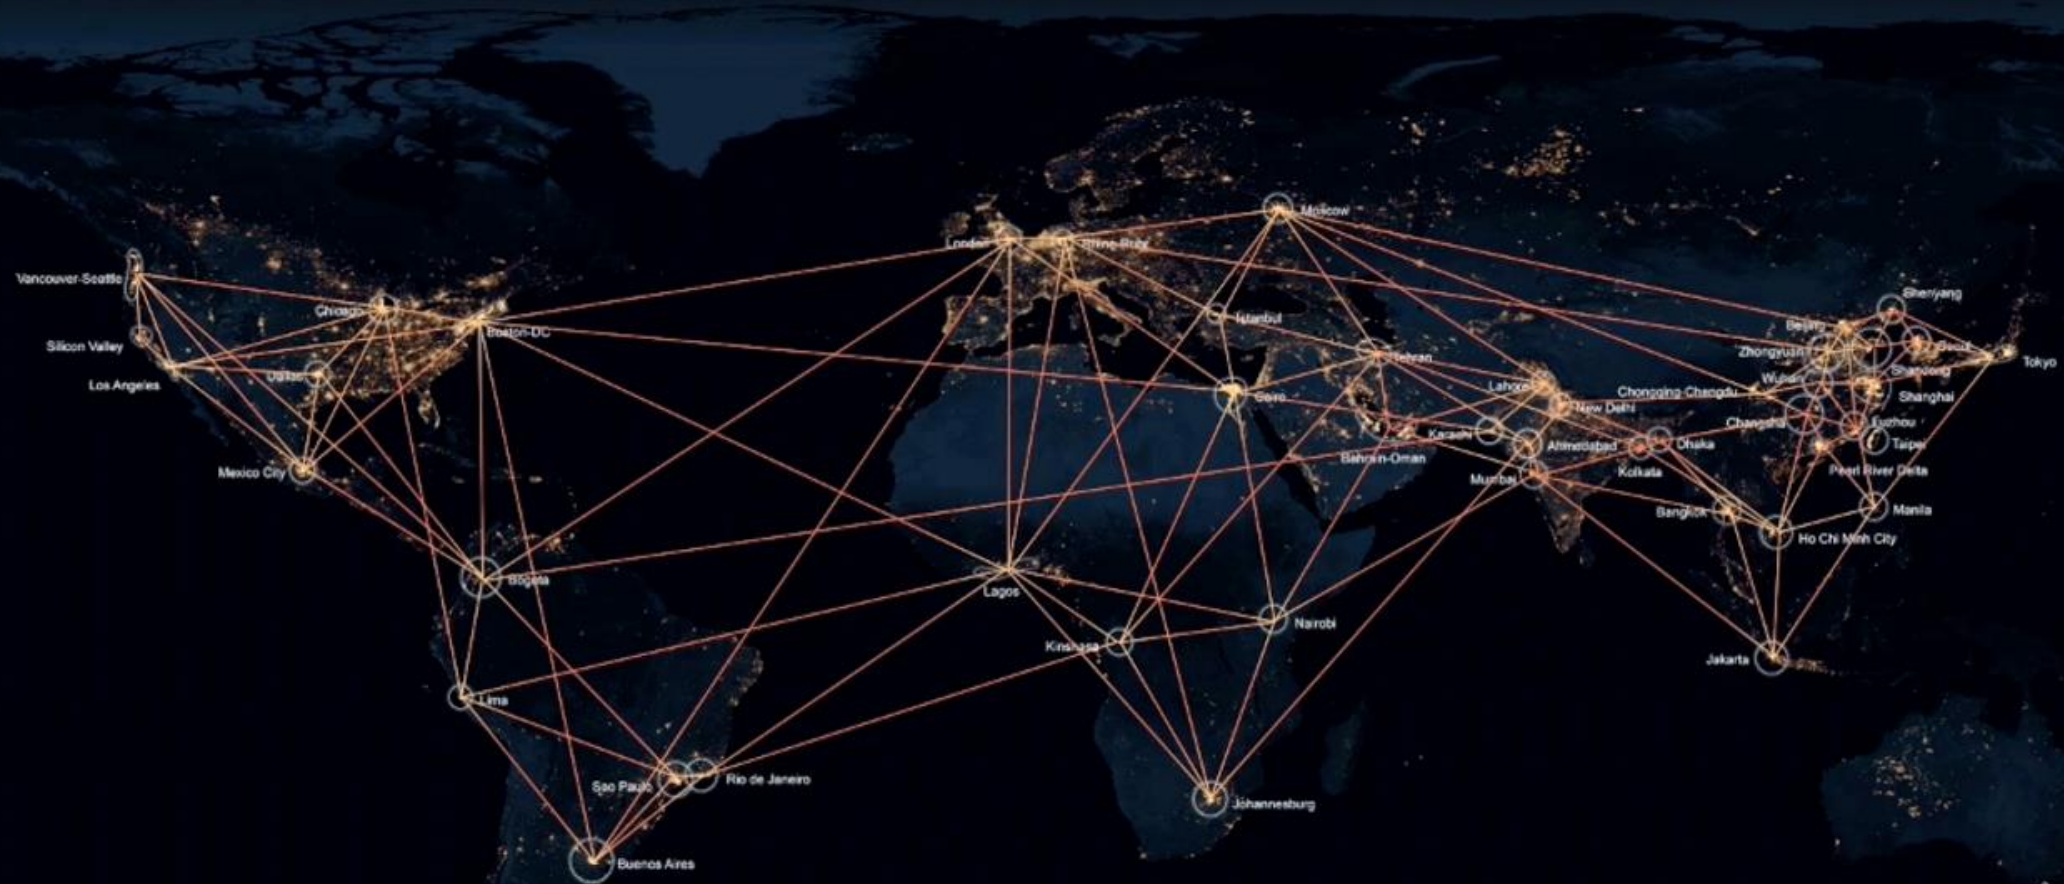 Moscow
London
Rhine-Ruhr
Vancouver-Seattle
Chicago
Boston-DC
Istanbul
Shenyang
Beijing
Silicon Valley
Zhongyuan
Seoul
Tokyo
Tehran
Los Angeles
Dallas
Wuhan
Shandong
Lahore
Chongqing-Chengdu
Shanghai
Cairo
New Delhi
Changsha
Fuzhou
Karachi
Ahmedabad
Dhaka
Taipei
Bahrain-Oman
Mexico City
Mumbai
Kolkata
Pearl River Delta
Bangkok
Manila
Ho Chi Minh City
Bogota
Lagos
Nairobi
Kinshasa
Jakarta
Lima
Sao Paulo
Rio de Janeiro
Johannesburg
Buenos Aires